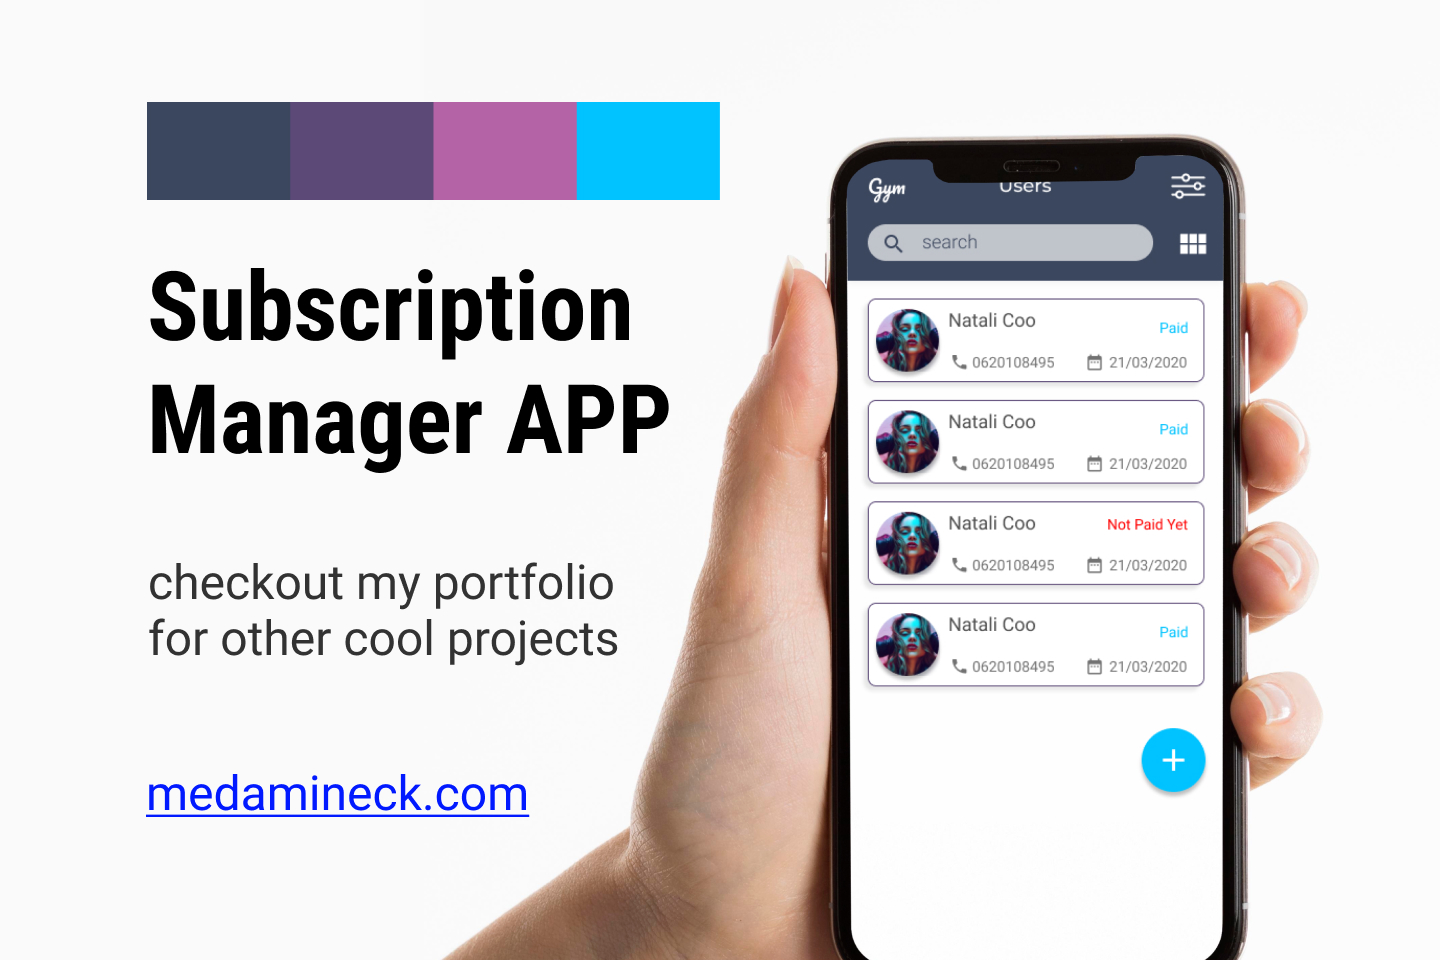 Subscription
Manager APP
checkout my portfolio
for other cool projects
medamineck.com
Gym
Users
search
Natali Coo
Paid
0620108495
21/03/2020
Natali Coo
Paid
0620108495
21/03/2020
Natali Coo
Not Paid Yet
0620108495
21/03/2020
Natali Coo
Paid
0620108495
21/03/2020